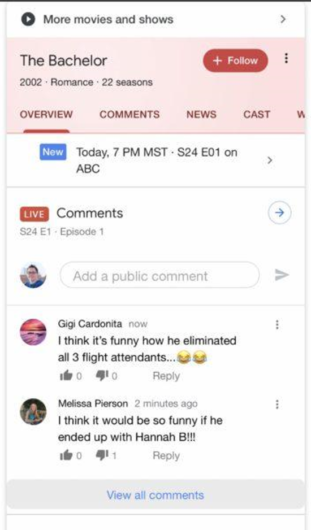 More movies and shows
The Bachelor
+ Follow
2002 · Romance · 22 seasons
OVERVIEW COMMENTS NEWS CAST W
New Today, 7 PM MST · S24 E01 on
ABC
LIVE Comments
S24 E1 · Episode 1
Add a public comment
Gigi Cardonita now
I think it's funny how he eliminated
all 3 flight attendants...😂😂
0 0 Reply
Melissa Pierson 2 minutes ago
I think it would be so funny if he
ended up with Hannah B!!!
0 1 Reply
View all comments